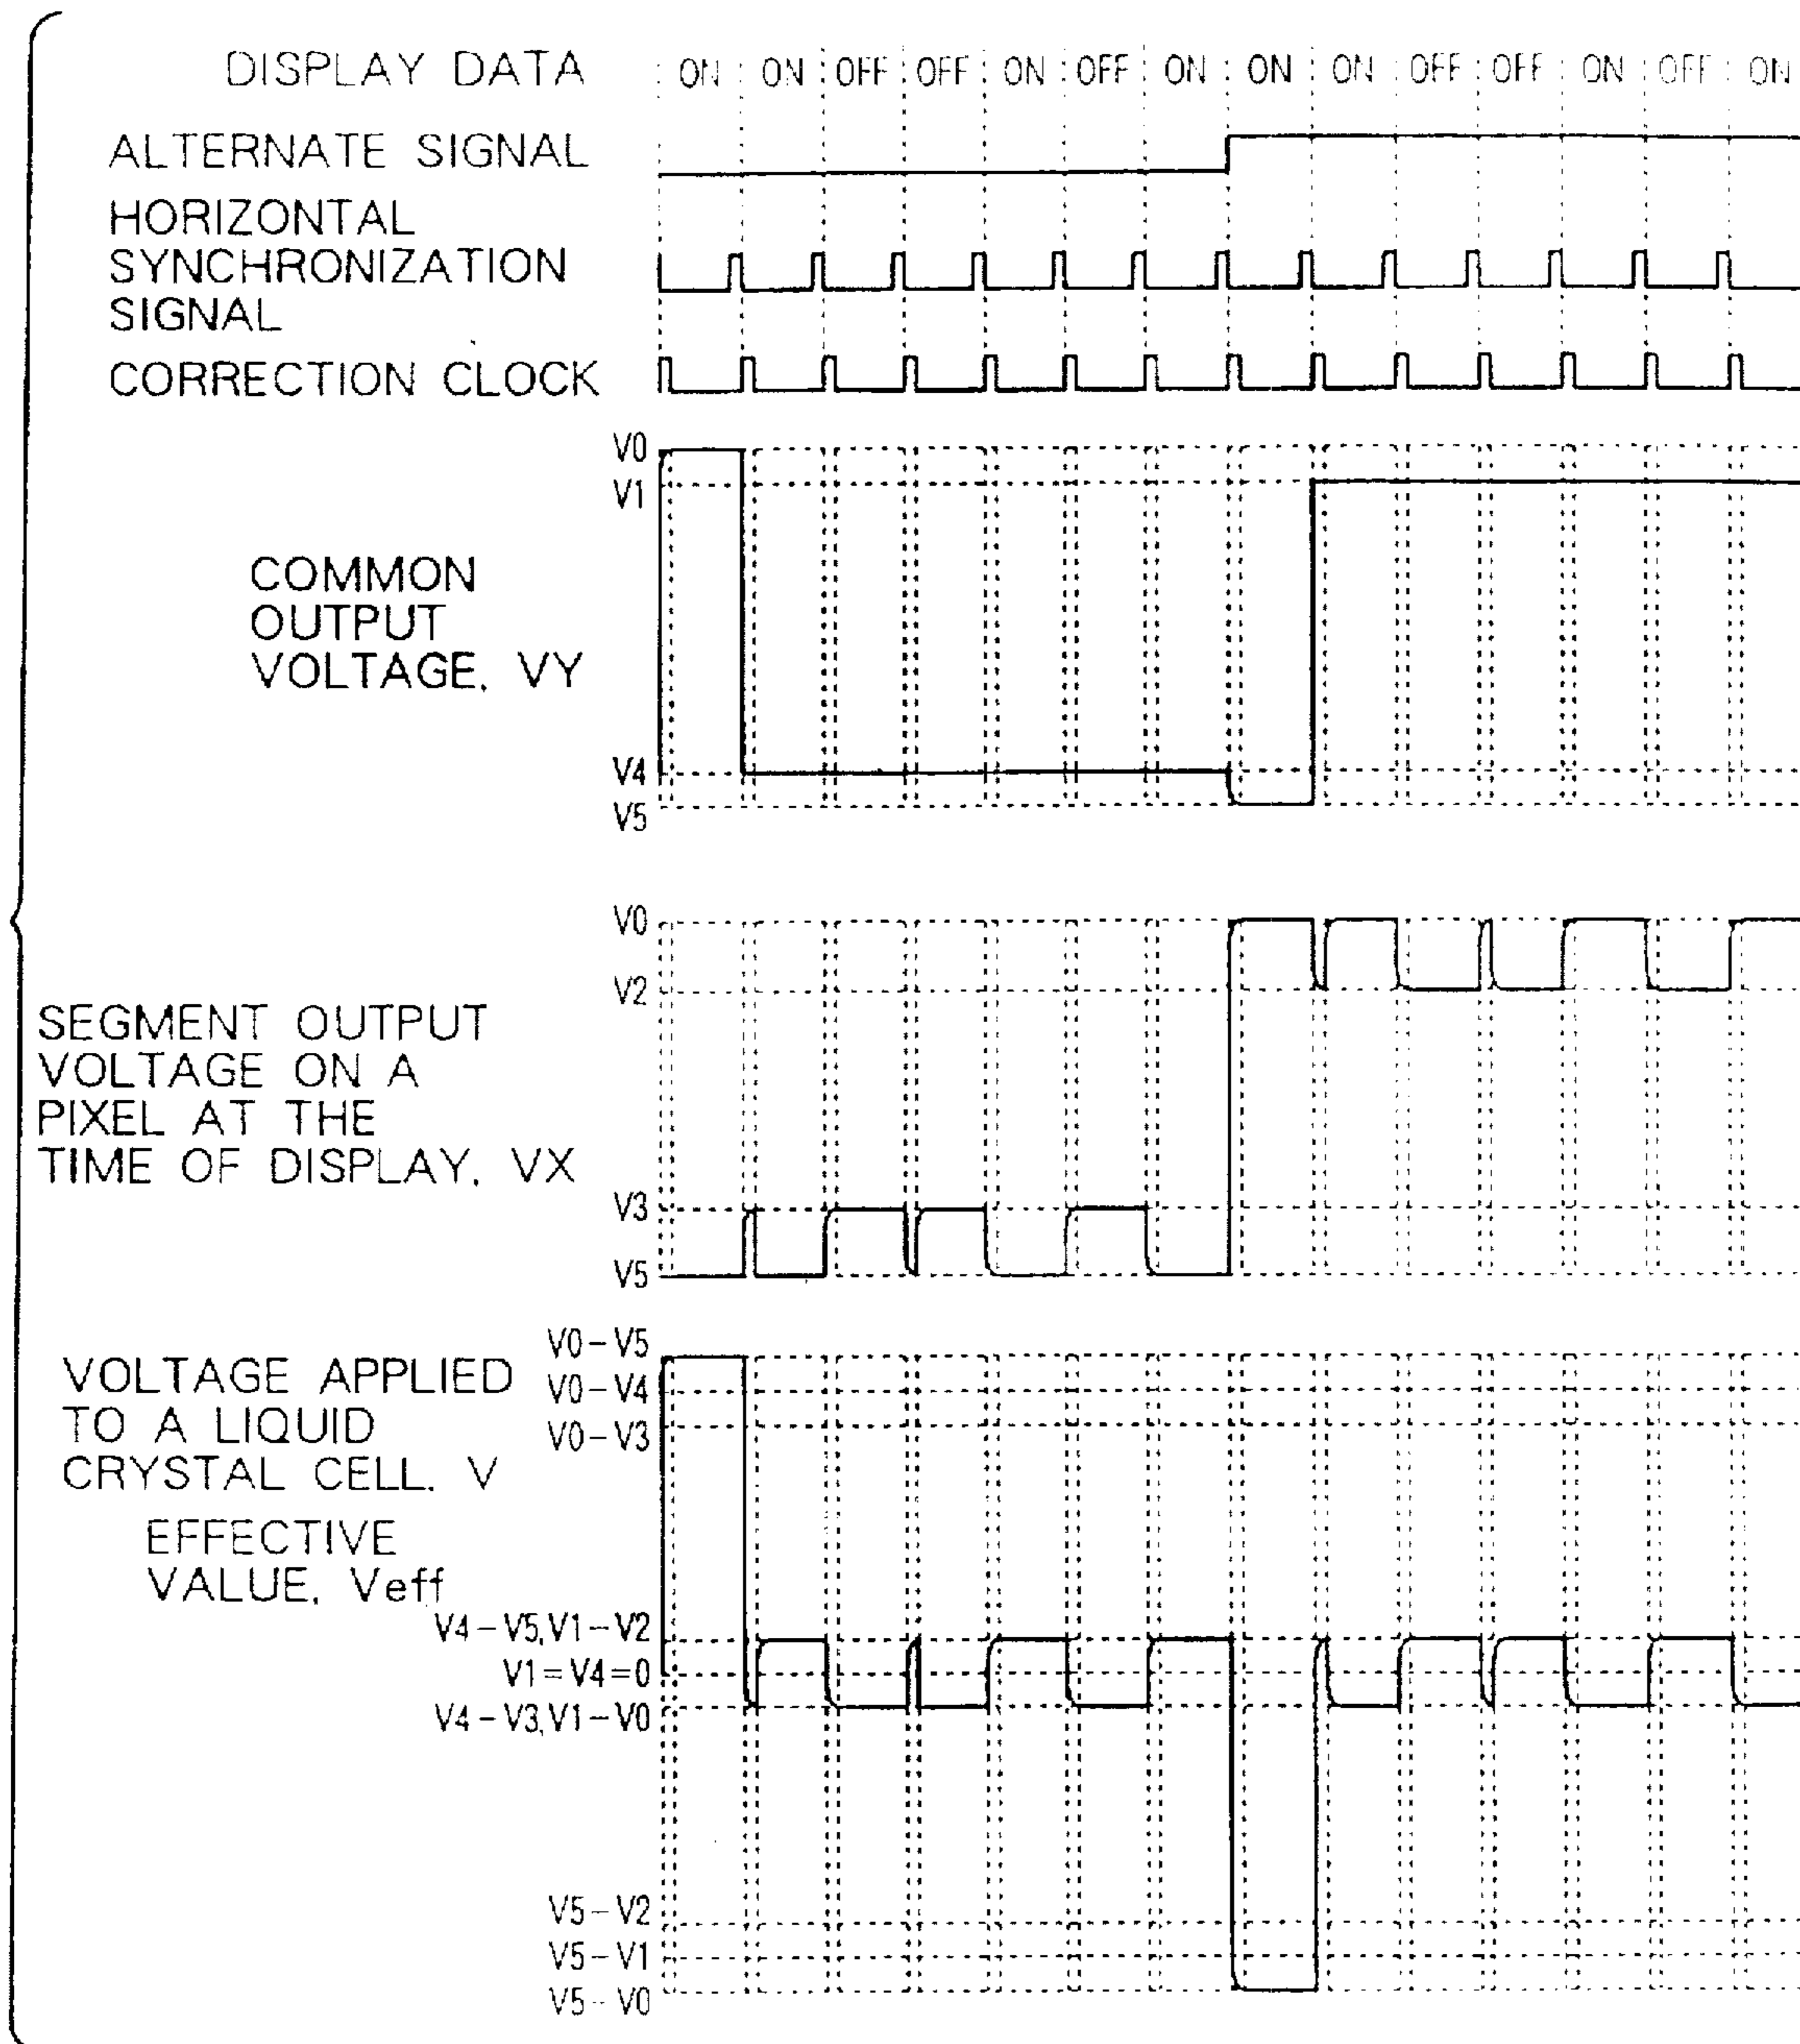 DISPLAY DATA
ON ON OFF OFF ON OFF ON ON ON OFF OFF ON OFF ON
ALTERNATE SIGNAL
HORIZONTAL
SYNCHRONIZATION
SIGNAL
CORRECTION CLOCK
V0
V1
COMMON
OUTPUT
VOLTAGE, VY
V4
V5
V0
V2
SEGMENT OUTPUT
VOLTAGE ON A
PIXEL AT THE
TIME OF DISPLAY, VX
V3
V5
V0-V5
VOLTAGE APPLIED
V0-V4
TO A LIQUID
V0-V3
CRYSTAL CELL, V
EFFECTIVE
VALUE, Veff
V4-V5,V1-V2
V1=V4=0
V4-V3,V1-V0
V5-V2
V5-V1
V5-V0